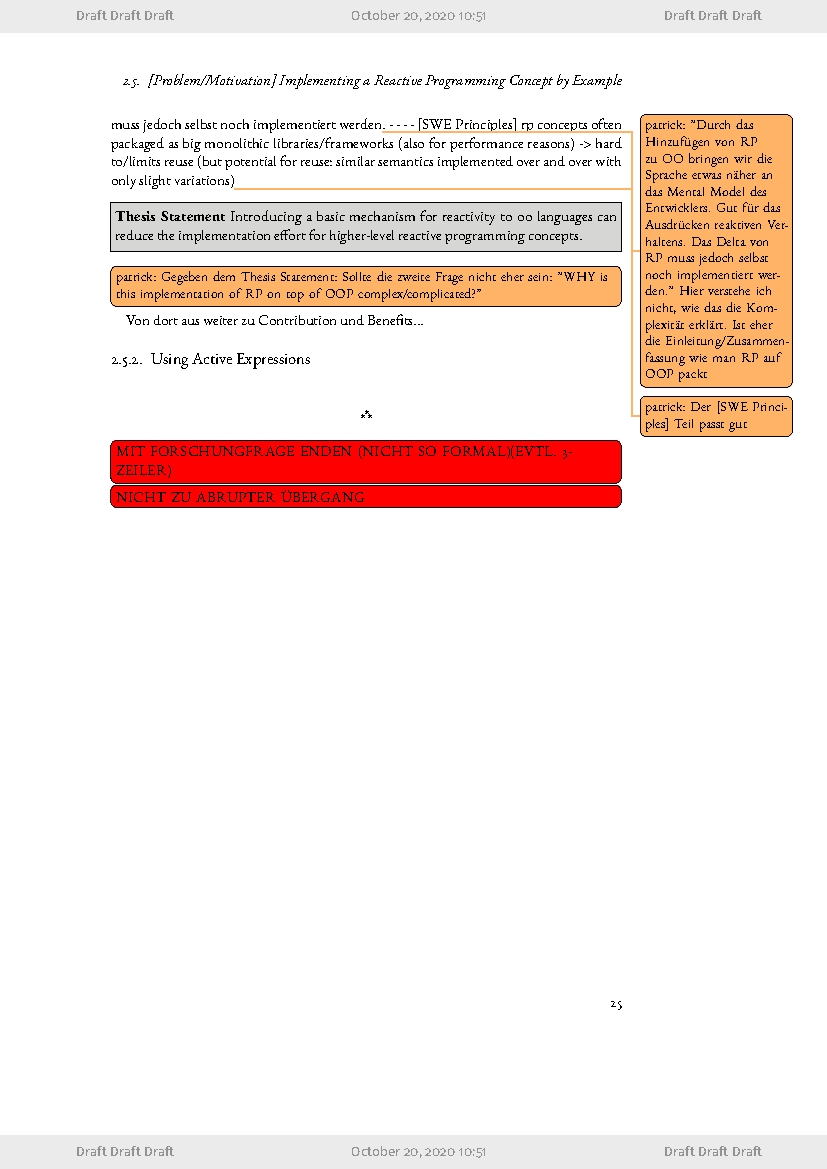 Draft Draft Draft October 20, 2020 10:51 Draft Draft Draft
2.5. [Problem/Motivation] Implementing a Reactive Programming Concept by Example
muss jedoch selbst noch implementiert werden. - - - - [SWE Principles] rp concepts often
packaged as big monolithic libraries/frameworks (also for performance reasons) -> hard
to/limits reuse (but potential for reuse: similar semantics implemented over and over with
only slight variations)
Thesis Statement Introducing a basic mechanism for reactivity to oo languages can
reduce the implementation effort for higher-level reactive programming concepts.
patrick: Gegeben dem Thesis Statement: Sollte die zweite Frage nicht eher sein: "WHY is
this implementation of RP on top of OOP complex/complicated?"
Von dort aus weiter zu Contribution und Benefits...
2.5.2. Using Active Expressions
⁂
MIT FORSCHUNGFRAGE ENDEN (NICHT SO FORMAL)(EVTL. 3-
ZEILER)
NICHT ZU ABRUPTER ÜBERGANG
patrick: "Durch das
Hinzufügen von RP
zu OO bringen wir die
Sprache etwas näher an
das Mental Model des
Entwicklers. Gut für das
Ausdrücken reaktiven Ver-
haltens. Das Delta von
RP muss jedoch selbst
noch implementiert wer-
den." Hier verstehe ich
nicht, wie das die Kom-
plexität erklärt. Ist eher
die Einleitung/Zusammen-
fassung wie man RP auf
OOP packt
patrick: Der [SWE Princi-
ples] Teil passt gut
25
Draft Draft Draft October 20, 2020 10:51 Draft Draft Draft